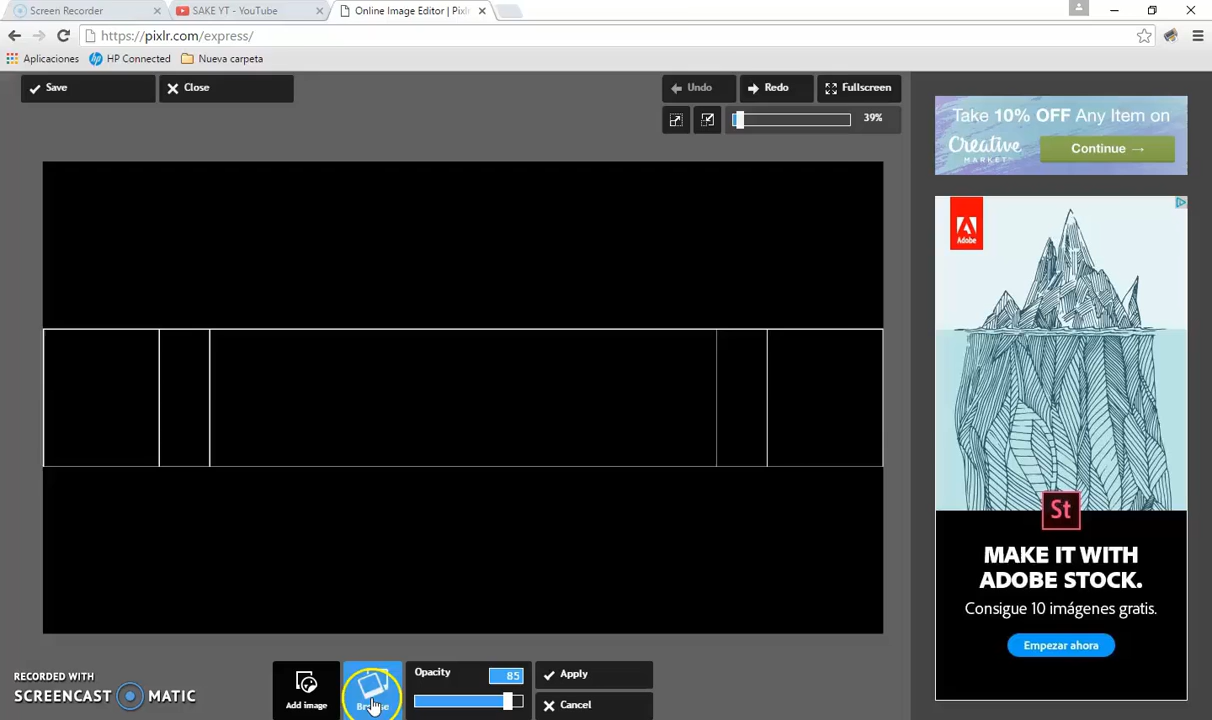 Screen Recorder
SAKE YT - YouTube
Online Image Editor | Pixlr
https://pixlr.com/express/
Aplicaciones
HP Connected
Nueva carpeta
Save
Close
Undo
Redo
Fullscreen
39%
Take 10% OFF Any Item on
Creative
MARKET
Continue →
Adobe
St
MAKE IT WITH
ADOBE STOCK.
Consigue 10 imágenes gratis.
Empezar ahora
Add image
Opacity
85
Apply
Cancel
RECORDED WITH
SCREENCAST MATIC